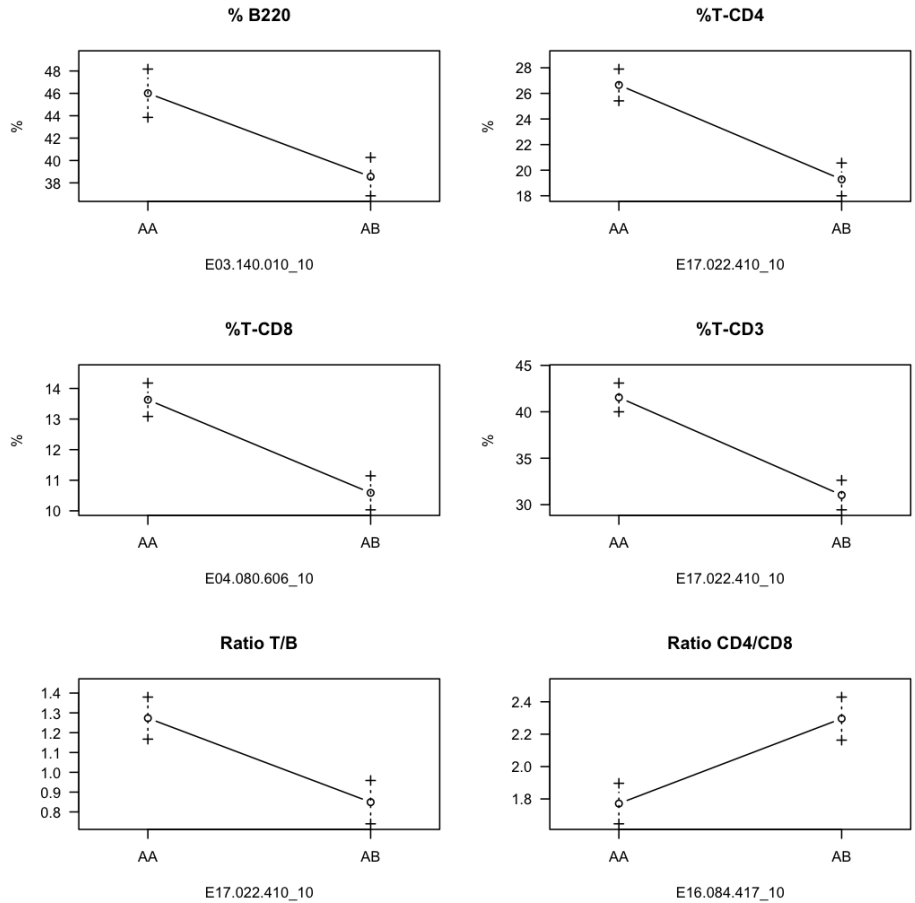 % B220
%
48
46
44
42
40
38
AA
AB
E03.140.010_10
%T-CD4
%
28
26
24
22
20
18
AA
AB
E17.022.410_10
%T-CD8
%
14
13
12
11
10
AA
AB
E04.080.606_10
%T-CD3
%
45
40
35
30
AA
AB
E17.022.410_10
Ratio T/B
1.4
1.3
1.2
1.1
1.0
0.9
0.8
AA
AB
E17.022.410_10
Ratio CD4/CD8
2.4
2.2
2.0
1.8
AA
AB
E16.084.417_10